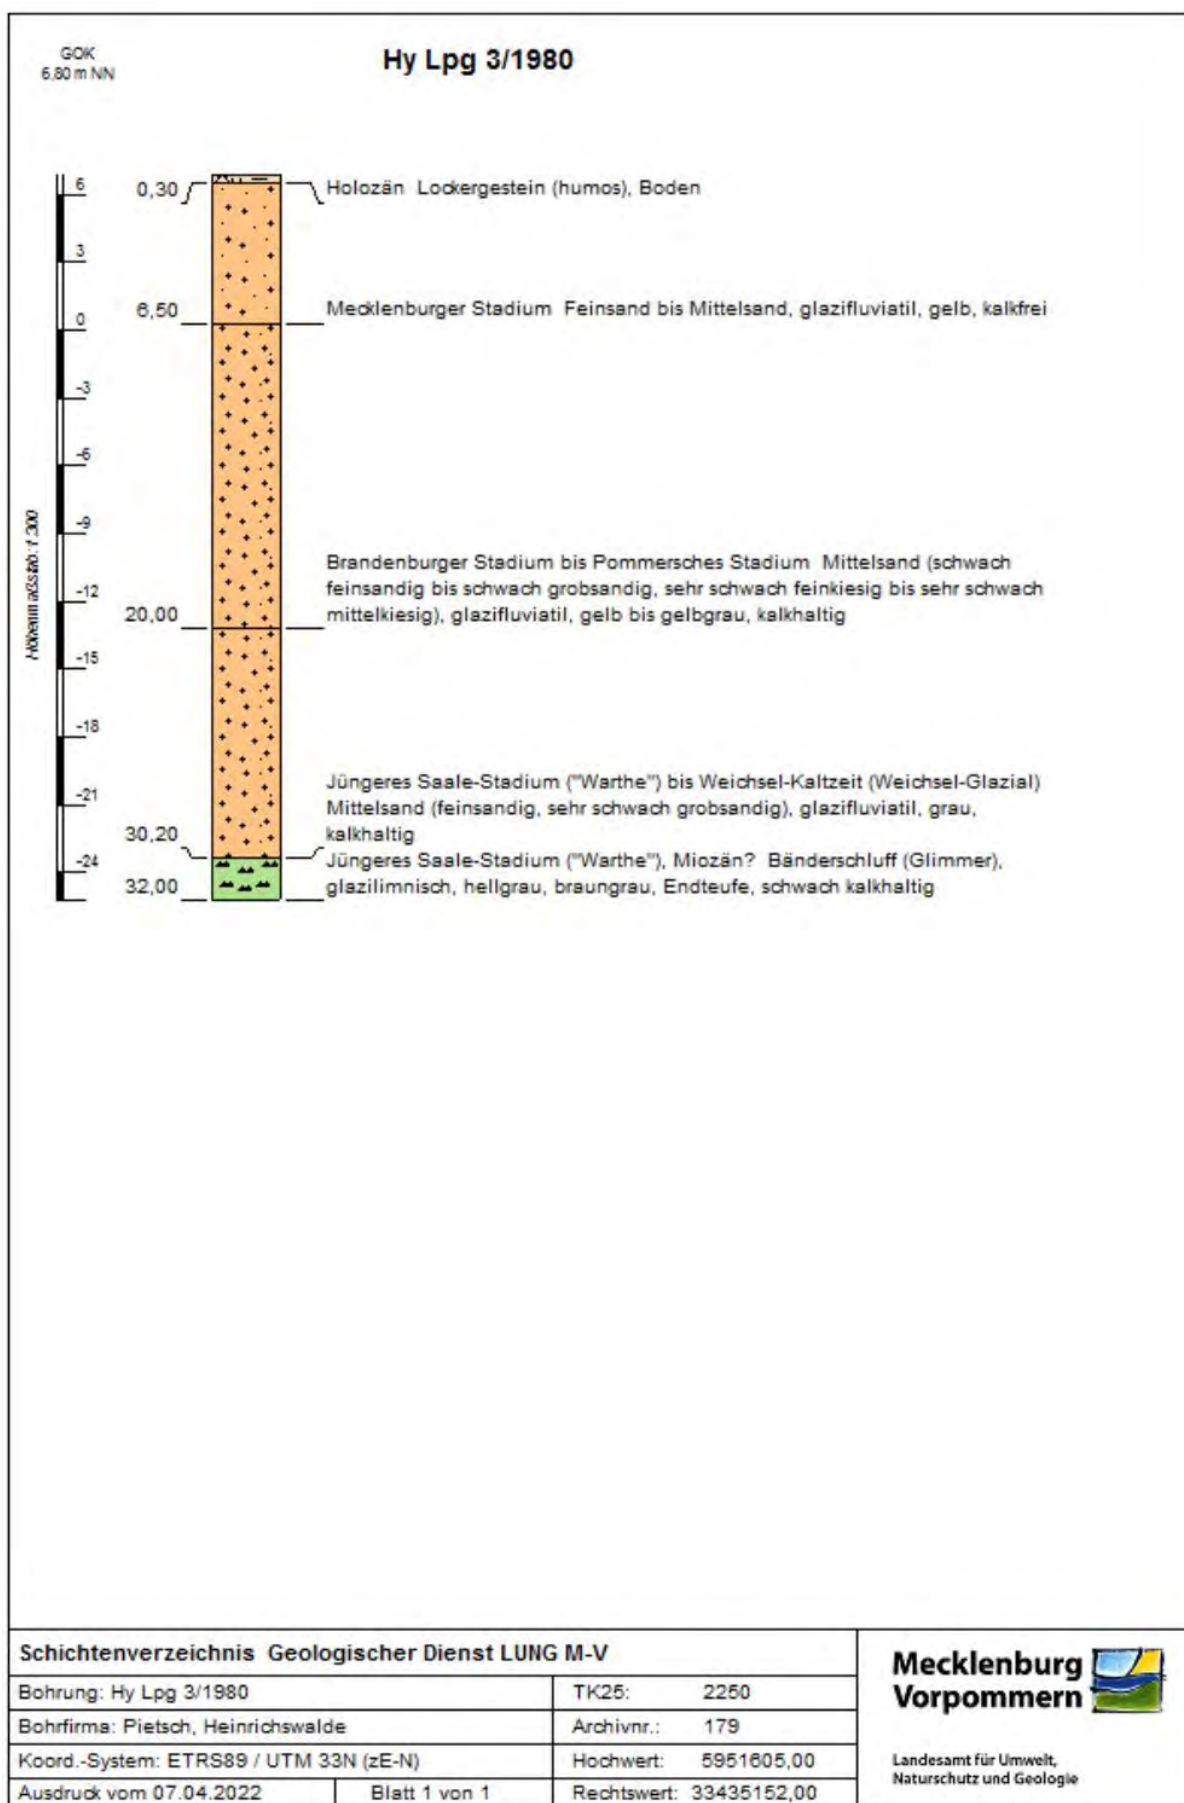 GOK
6,80 m NN
Hy Lpg 3/1980
Höhenmaßstab: 1:300
6
3
0
-3
-6
-9
-12
-15
-18
-21
-24
0,30
Holozän Lockergestein (humos), Boden
6,50
Mecklenburger Stadium Feinsand bis Mittelsand, glazifluviatil, gelb, kalkfrei
20,00
Brandenburger Stadium bis Pommersches Stadium Mittelsand (schwach
feinsandig bis schwach grobsandig, sehr schwach feinkiesig bis sehr schwach
mittelkiesig), glazifluviatil, gelb bis gelbgrau, kalkhaltig
30,20
Jüngeres Saale-Stadium ("Warthe") bis Weichsel-Kaltzeit (Weichsel-Glazial)
Mittelsand (feinsandig, sehr schwach grobsandig), glazifluviatil, grau,
kalkhaltig
32,00
Jüngeres Saale-Stadium ("Warthe"), Miozän? Bänderschluff (Glimmer),
glazilimnisch, hellgrau, braungrau, Endteufe, schwach kalkhaltig
Schichtenverzeichnis Geologischer Dienst LUNG M-V
Bohrung: Hy Lpg 3/1980
TK25: 2250
Bohrfirma: Pietsch, Heinrichswalde
Archivnr.: 179
Koord.-System: ETRS89 / UTM 33N (zE-N)
Hochwert: 5951605,00
Ausdruck vom 07.04.2022
Blatt 1 von 1
Rechtswert: 33435152,00
Mecklenburg
Vorpommern
Landesamt für Umwelt,
Naturschutz und Geologie